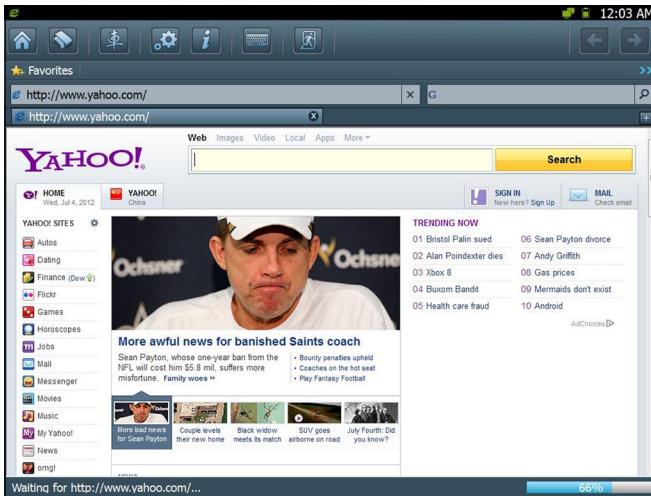 12:03 AM
Favorites
http://www.yahoo.com/
G
http://www.yahoo.com/
Web Images Video Local Apps More
YAHOO!
Search
HOME
Wed, Jul 4, 2012
YAHOO!
China
SIGN IN
New here? Sign Up
MAIL
Check email
YAHOO! SITES
Autos
Dating
Finance (Dow)
Flickr
Games
Horoscopes
Jobs
Mail
Messenger
Movies
Music
My Yahoo!
News
omg!
Ochsner
Ochsner
More awful news for banished Saints coach
Sean Payton, whose one-year ban from the
NFL will cost him $5.8 mil, suffers more
misfortune. Family woes »
• Bounty penalties upheld
• Coaches on the hot seat
• Play Fantasy Football
More bad news
for Sean Payton
Couple levels
their new home
Black widow
meets its match
SUV goes
airborne on road
July Fourth: Did
you know?
TRENDING NOW
01 Bristol Palin sued
02 Alan Poindexter dies
03 Xbox 8
04 Buxom Bandit
05 Health care fraud
06 Sean Payton divorce
07 Andy Griffith
08 Gas prices
09 Mermaids don't exist
10 Android
AdChoices
Waiting for http://www.yahoo.com/...
66%